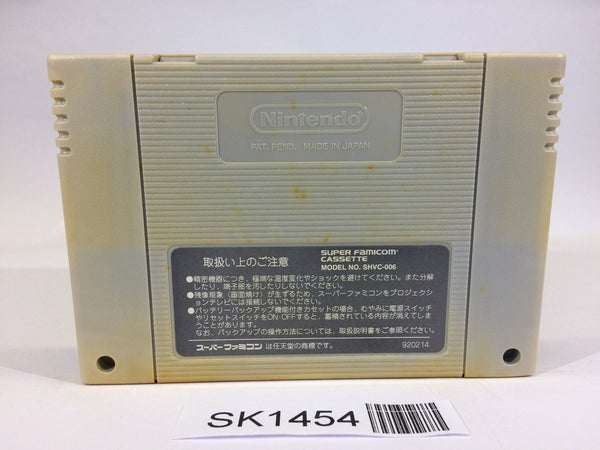 Nintendo
PAT. PEND. MADE IN JAPAN
取扱い上のご注意
SUPER FAMICOM
CASSETTE
MODEL NO. SHVC-006
●精密機器につき、極端な温度変化やショックを避けてください。また分解
したり、端子部を汚したりしないでください。
●残像現象（画面焼け）が生ずるため、スーパーファミコンをプロジェクシ
ョンテレビには接続しないでください。
●バッテリーバックアップ機能付きカセットの場合、むやみに電源スイッチ
やリセットスイッチをON・OFFすると、蓄積されている内容が消えてしま
うことがあります。
なお、バックアップの操作方法については、取扱説明書をご参照ください。
スーパーファミコンは任天堂の商標です。
920214
SK1454